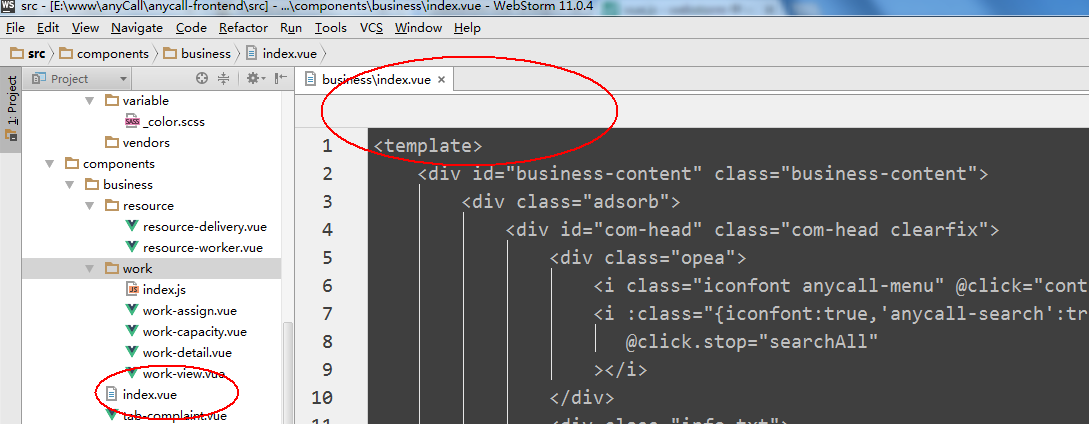 src - [E:\www\anyCall\anycall-frontend\src] - ...\components\business\index.vue - WebStorm 11.0.4
File Edit View Navigate Code Refactor Run Tools VCS Window Help
src components business index.vue
1: Project
Project
variable
_color.scss
vendors
components
business
resource
resource-delivery.vue
resource-worker.vue
work
index.js
work-assign.vue
work-capacity.vue
work-detail.vue
work-view.vue
index.vue
tab-complaint.vue
business\index.vue
1 <template>
2 <div id="business-content" class="business-content">
3 <div class="adsorb">
4 <div id="com-head" class="com-head clearfix">
5 <div class="opea">
6 <i class="iconfont anycall-menu" @click="cont
7 <i :class="{iconfont:true,'anycall-search':tr
8 @click.stop="searchAll"
9 ></i>
10 </div>
11 <div class="info-txt">